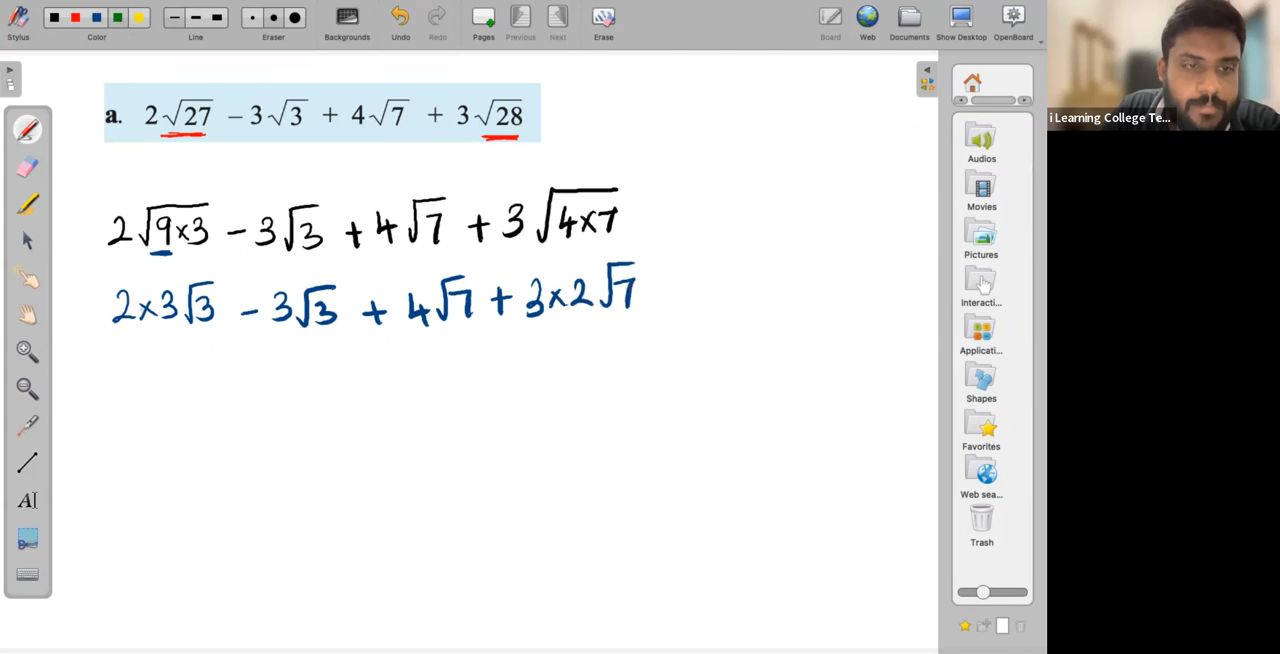 Stylus Color Line Eraser Backgrounds Undo Redo Pages Previous Next Erase Board Web Documents Show Desktop OpenBoard
a. 2√27 − 3√3 + 4√7 + 3√28
2√9×3 − 3√3 + 4√7 + 3√4×7
2×3√3 − 3√3 + 4√7 + 3×2√7
i Learning College Te...
Audios
Movies
Pictures
Interacti...
Applicati...
Shapes
Favorites
Web sea...
Trash
A